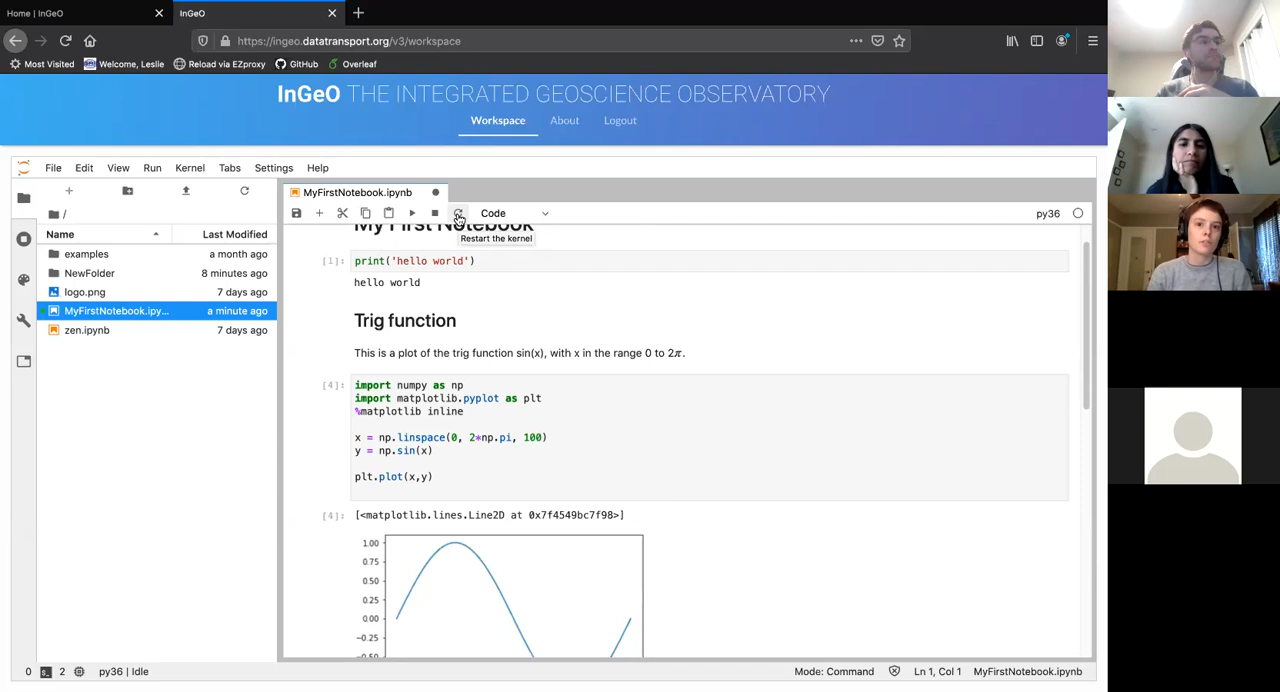 Home | InGeO
InGeO
https://ingeo.datatransport.org/v3/workspace
Most Visited Welcome, Leslie Reload via EZproxy GitHub Overleaf
InGeO THE INTEGRATED GEOSCIENCE OBSERVATORY
Workspace About Logout
File Edit View Run Kernel Tabs Settings Help
MyFirstNotebook.ipynb
Code
py36
/
Name Last Modified
examples a month ago
NewFolder 8 minutes ago
logo.png 7 days ago
MyFirstNotebook.ipy... a minute ago
zen.ipynb 7 days ago
My First Notebook
Restart the kernel
[1]: print('hello world')
hello world
Trig function
This is a plot of the trig function sin(x), with x in the range 0 to 2π.
[4]: import numpy as np
import matplotlib.pyplot as plt
%matplotlib inline
x = np.linspace(0, 2*np.pi, 100)
y = np.sin(x)
plt.plot(x,y)
[4]: [<matplotlib.lines.Line2D at 0x7f4549bc7f98>]
1.00
0.75
0.50
0.25
0.00
−0.25
−0.50
0 2 py36 | Idle
Mode: Command Ln 1, Col 1 MyFirstNotebook.ipynb